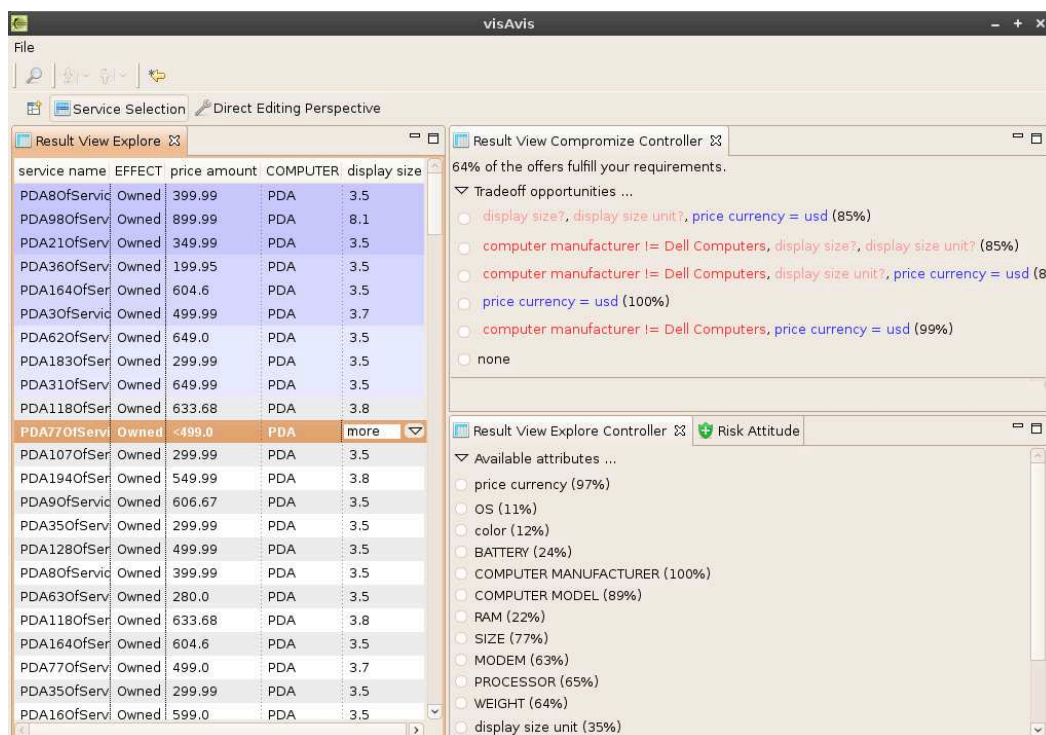 visAvis
File
Service Selection Direct Editing Perspective
Result View Explore
service name EFFECT price amount COMPUTER display size
PDA8OfServic Owned 399.99 PDA 3.5
PDA98OfServ Owned 899.99 PDA 8.1
PDA21OfServ Owned 349.99 PDA 3.5
PDA36OfServ Owned 199.95 PDA 3.5
PDA164OfSer Owned 604.6 PDA 3.5
PDA3OfServic Owned 499.99 PDA 3.7
PDA62OfServ Owned 649.0 PDA 3.5
PDA183OfSer Owned 299.99 PDA 3.5
PDA31OfServ Owned 649.99 PDA 3.5
PDA118OfSer Owned 633.68 PDA 3.8
PDA77OfServi Owned <499.0 PDA more
PDA107OfSer Owned 299.99 PDA 3.5
PDA194OfSer Owned 549.99 PDA 3.8
PDA9OfServic Owned 606.67 PDA 3.5
PDA35OfServ Owned 299.99 PDA 3.5
PDA128OfSer Owned 499.99 PDA 3.5
PDA8OfServic Owned 399.99 PDA 3.5
PDA63OfServ Owned 280.0 PDA 3.5
PDA118OfSer Owned 633.68 PDA 3.8
PDA164OfSer Owned 604.6 PDA 3.5
PDA77OfServ Owned 499.0 PDA 3.7
PDA35OfServ Owned 299.99 PDA 3.5
PDA16OfServ Owned 599.0 PDA 3.5
Result View Compromize Controller
64% of the offers fulfill your requirements.
Tradeoff opportunities ...
display size?, display size unit?, price currency = usd (85%)
computer manufacturer != Dell Computers, display size?, display size unit? (85%)
computer manufacturer != Dell Computers, display size unit?, price currency = usd (8
price currency = usd (100%)
computer manufacturer != Dell Computers, price currency = usd (99%)
none
Result View Explore Controller Risk Attitude
Available attributes ...
price currency (97%)
OS (11%)
color (12%)
BATTERY (24%)
COMPUTER MANUFACTURER (100%)
COMPUTER MODEL (89%)
RAM (22%)
SIZE (77%)
MODEM (63%)
PROCESSOR (65%)
WEIGHT (64%)
display size unit (35%)